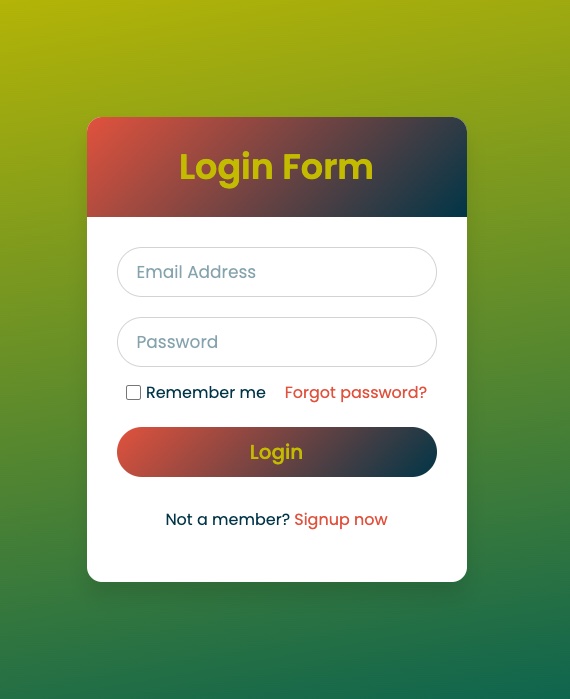 Login Form
Email Address
Password
Remember me Forgot password?
Login
Not a member? Signup now